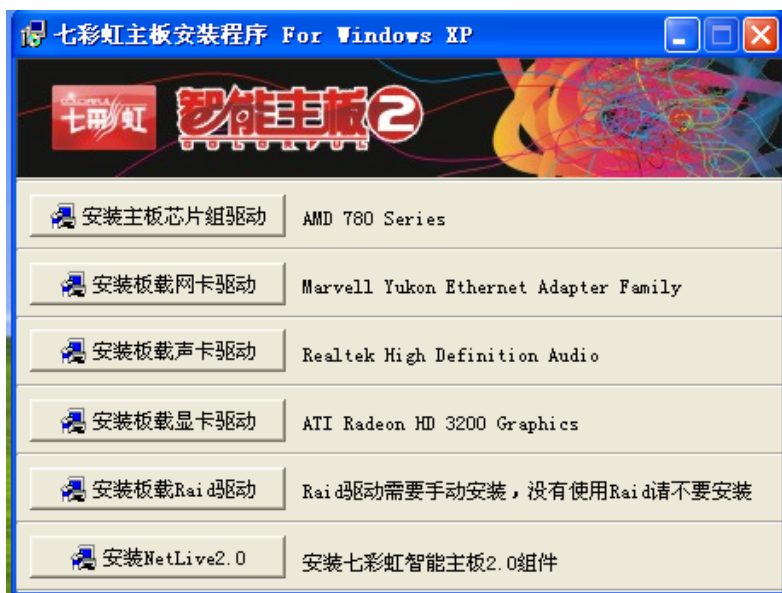 七彩虹主板安装程序 For Windows XP
COLORFUL
七彩虹 智能主板2
COLORFUL
安装主板芯片组驱动 AMD 780 Series
安装板载网卡驱动 Marvell Yukon Ethernet Adapter Family
安装板载声卡驱动 Realtek High Definition Audio
安装板载显卡驱动 ATI Radeon HD 3200 Graphics
安装板载Raid驱动 Raid驱动需要手动安装，没有使用Raid请不要安装
安装NetLive2.0 安装七彩虹智能主板2.0组件